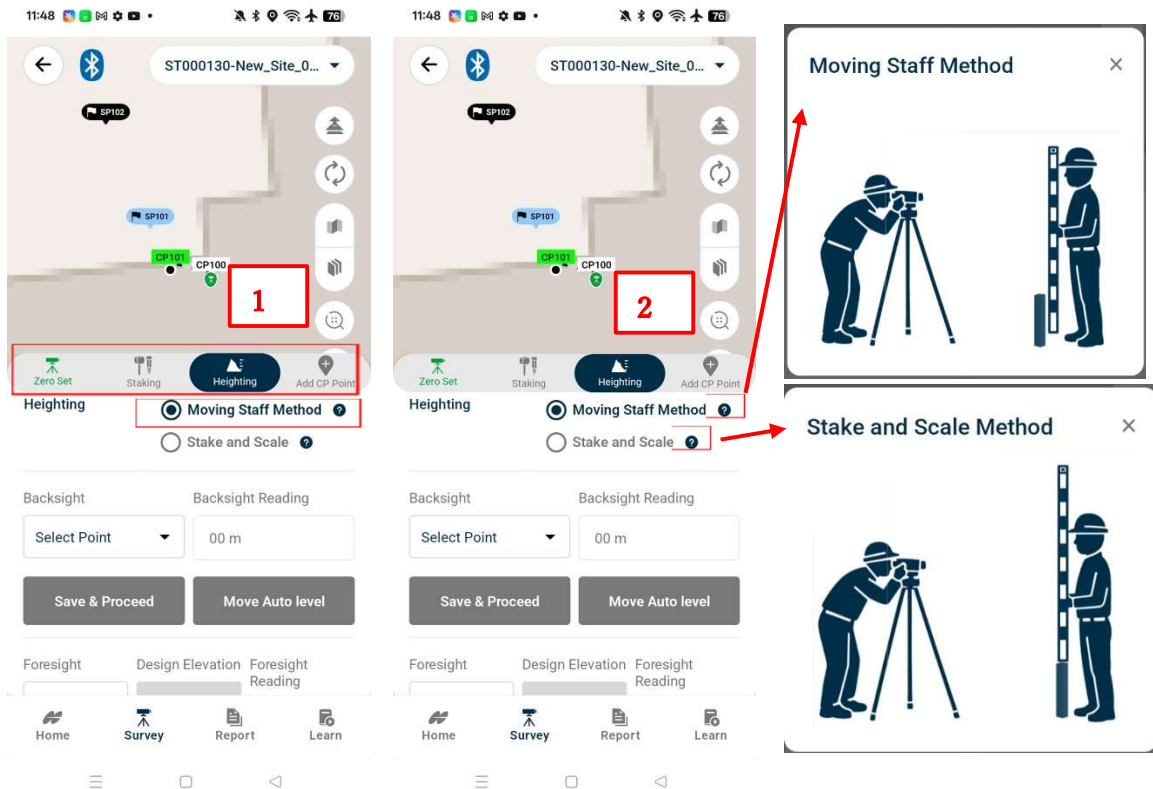 11:48
76
ST000130-New_Site_0...
SP102
SP101
CP101
CP100
1
Zero Set
Staking
Heighting
Add CP Point
Heighting
Moving Staff Method ?
Stake and Scale ?
Backsight
Backsight Reading
Select Point
00 m
Save & Proceed
Move Auto level
Foresight
Design Elevation
Foresight
Reading
Home
Survey
Report
Learn
11:48
76
ST000130-New_Site_0...
SP102
SP101
CP101
CP100
2
Zero Set
Staking
Heighting
Add CP Point
Heighting
Moving Staff Method ?
Stake and Scale ?
Backsight
Backsight Reading
Select Point
00 m
Save & Proceed
Move Auto level
Foresight
Design Elevation
Foresight
Reading
Home
Survey
Report
Learn
Moving Staff Method
Stake and Scale Method